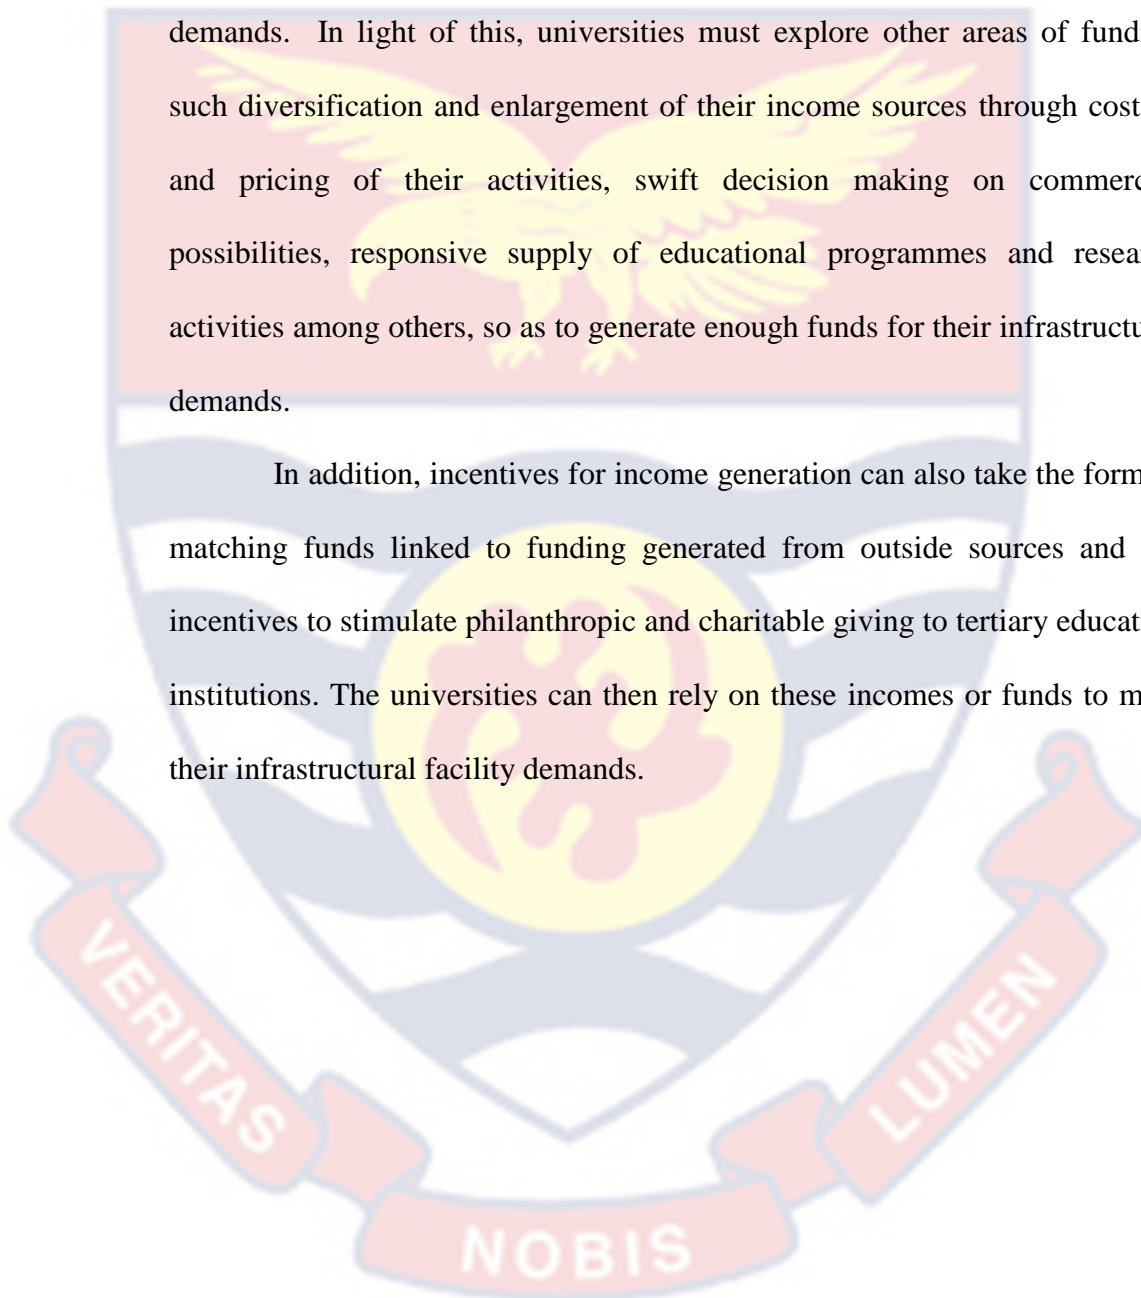 demands. In light of this, universities must explore other areas of fundi
such diversification and enlargement of their income sources through cost
and pricing of their activities, swift decision making on commerc
possibilities, responsive supply of educational programmes and resear
activities among others, so as to generate enough funds for their infrastructu
demands.
In addition, incentives for income generation can also take the form
matching funds linked to funding generated from outside sources and
incentives to stimulate philanthropic and charitable giving to tertiary educati
institutions. The universities can then rely on these incomes or funds to m
their infrastructural facility demands.
VERITAS
NOBIS
LUMEN